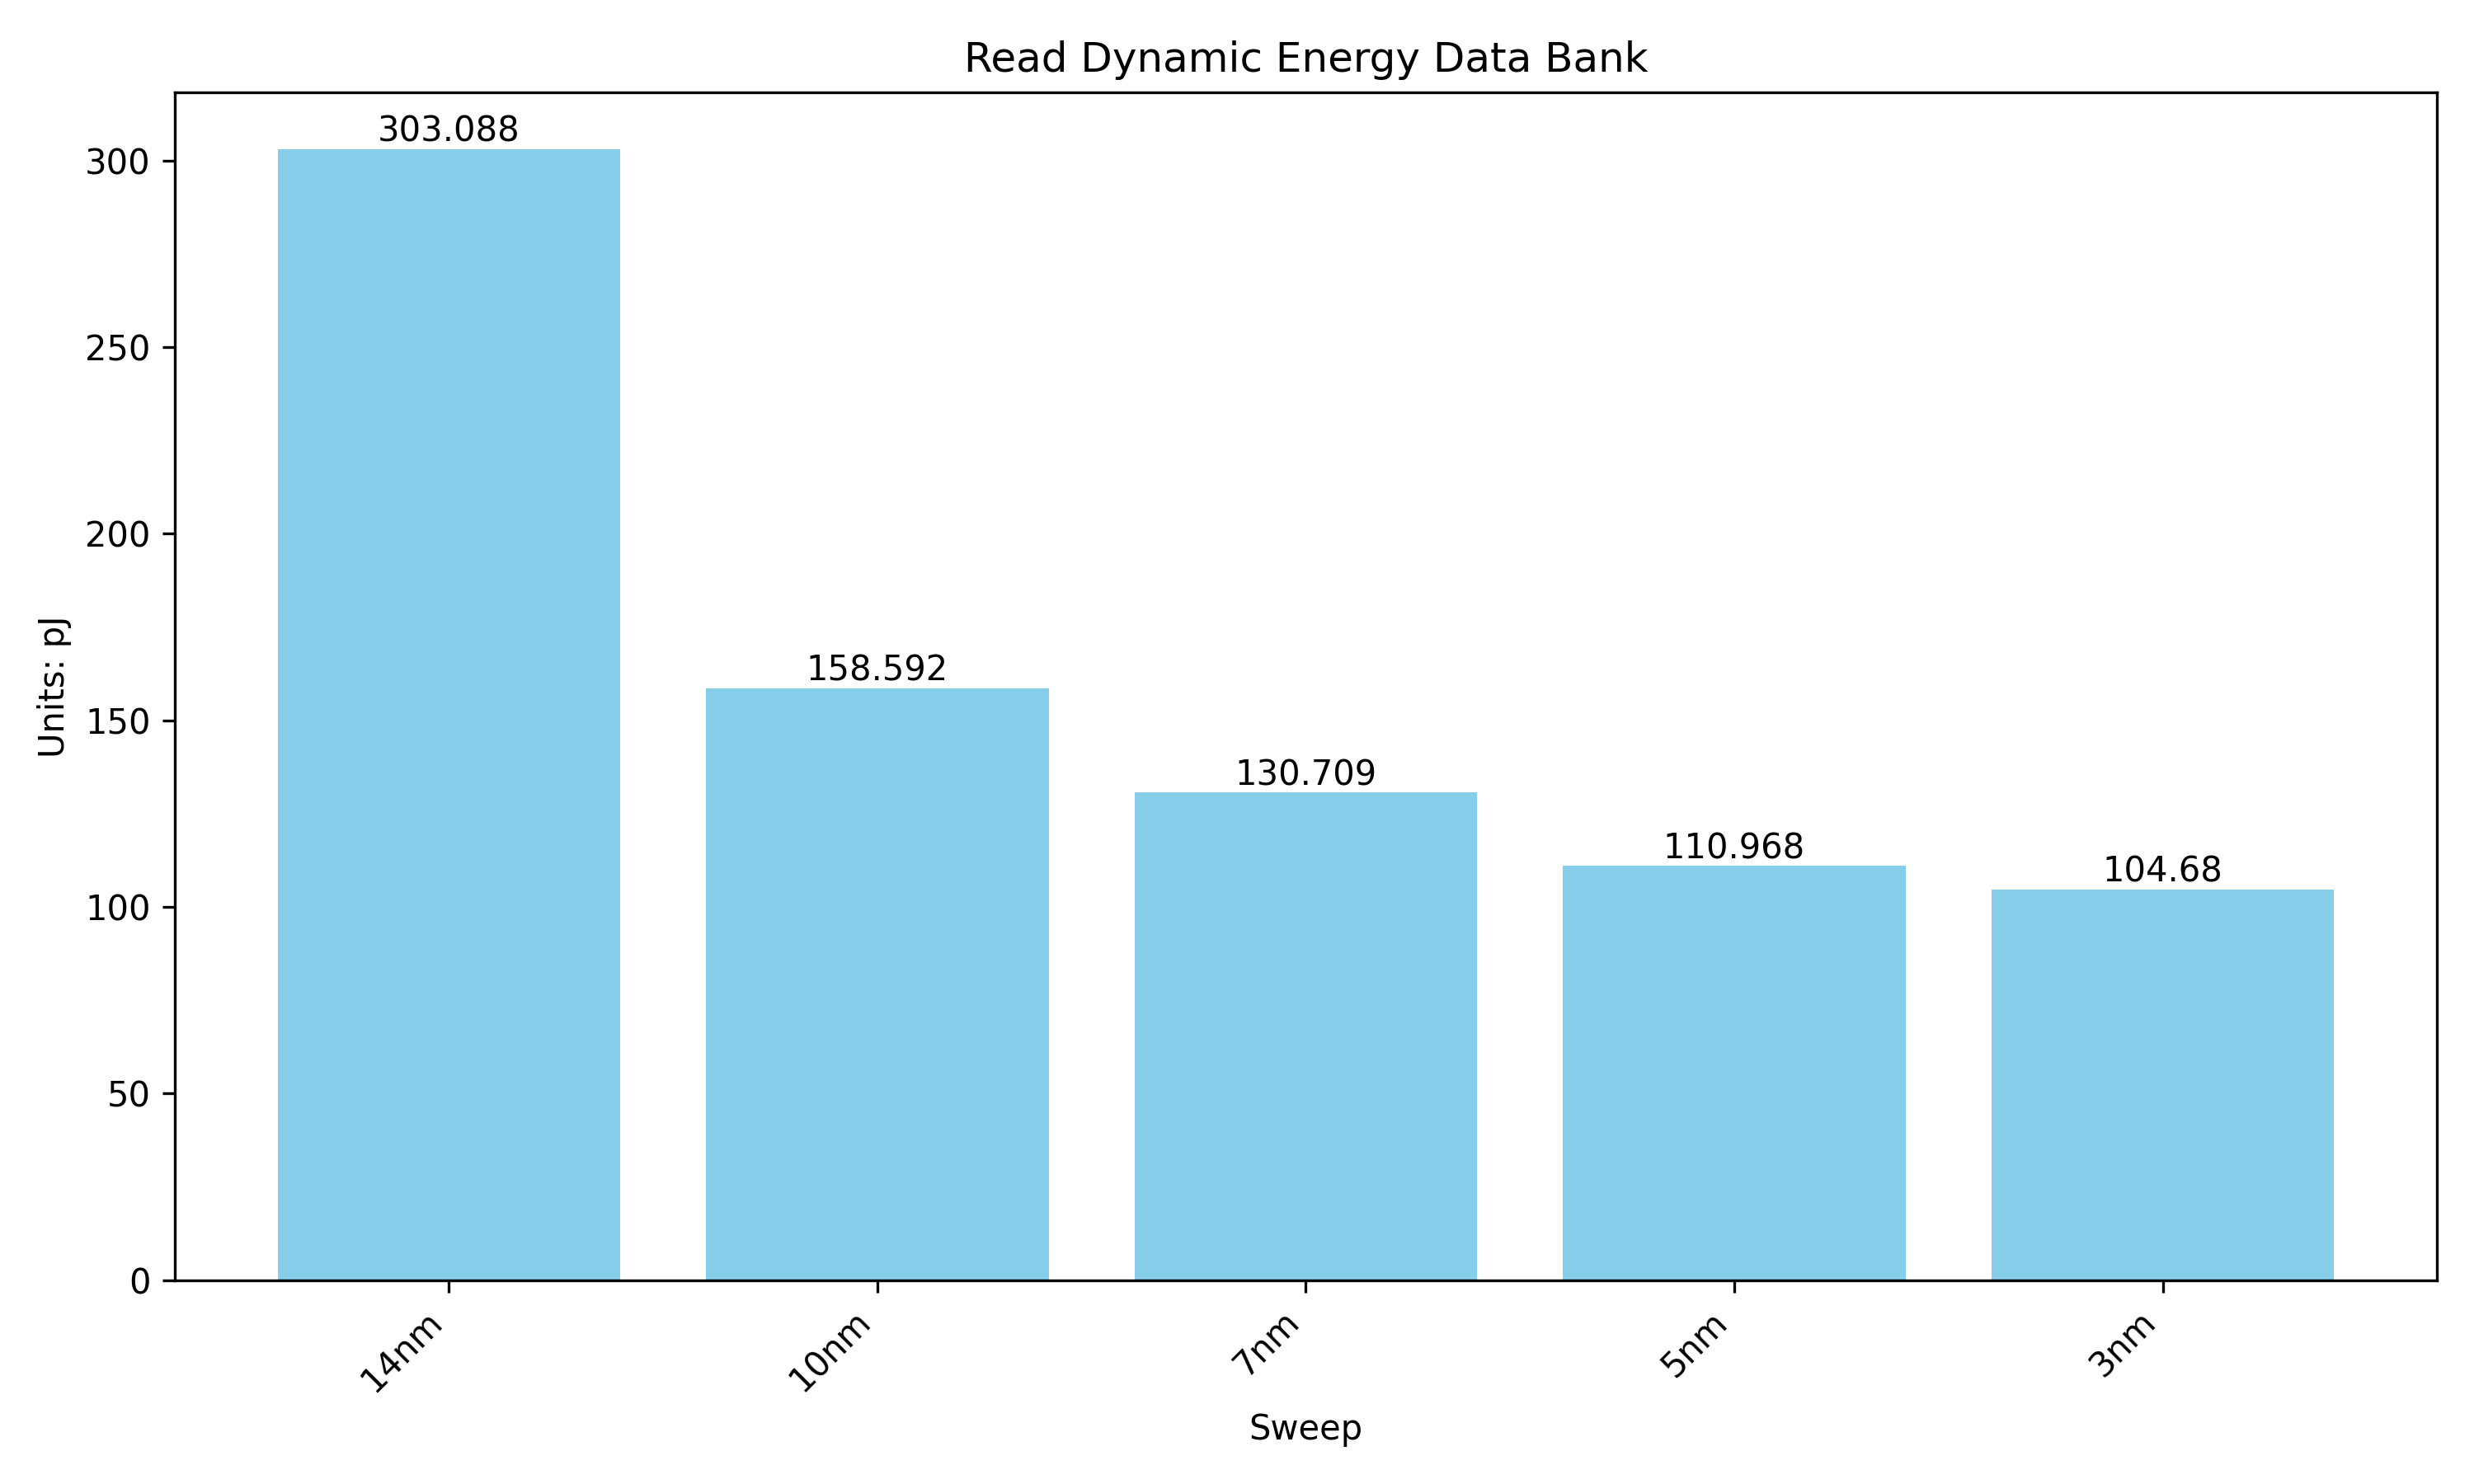 Read Dynamic Energy Data Bank
Units: pJ
300
250
200
150
100
50
0
303.088
158.592
130.709
110.968
104.68
14nm
10nm
7nm
5nm
3nm
Sweep